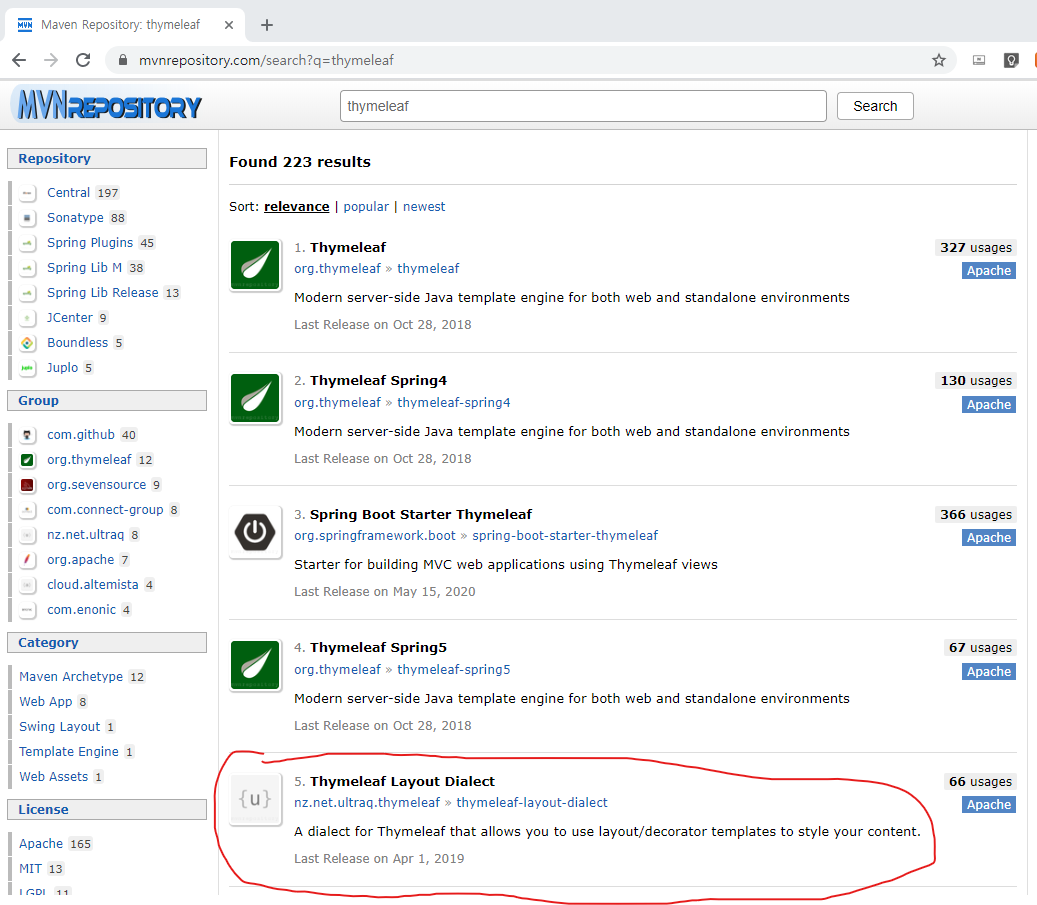 Maven Repository: thymeleaf
mvnrepository.com/search?q=thymeleaf
MVNREPOSITORY
thymeleaf
Search
Repository
Central 197
Sonatype 88
Spring Plugins 45
Spring Lib M 38
Spring Lib Release 13
JCenter 9
Boundless 5
Juplo 5
Group
com.github 40
org.thymeleaf 12
org.sevensource 9
com.connect-group 8
nz.net.ultraq 8
org.apache 7
cloud.altemista 4
com.enonic 4
Category
Maven Archetype 12
Web App 8
Swing Layout 1
Template Engine 1
Web Assets 1
License
Apache 165
MIT 13
LGPL 11
Found 223 results
Sort: relevance | popular | newest
1. Thymeleaf
327 usages
org.thymeleaf » thymeleaf
Apache
Modern server-side Java template engine for both web and standalone environments
Last Release on Oct 28, 2018
2. Thymeleaf Spring4
130 usages
org.thymeleaf » thymeleaf-spring4
Apache
Modern server-side Java template engine for both web and standalone environments
Last Release on Oct 28, 2018
3. Spring Boot Starter Thymeleaf
366 usages
org.springframework.boot » spring-boot-starter-thymeleaf
Apache
Starter for building MVC web applications using Thymeleaf views
Last Release on May 15, 2020
4. Thymeleaf Spring5
67 usages
org.thymeleaf » thymeleaf-spring5
Apache
Modern server-side Java template engine for both web and standalone environments
Last Release on Oct 28, 2018
{u}
5. Thymeleaf Layout Dialect
66 usages
nz.net.ultraq.thymeleaf » thymeleaf-layout-dialect
Apache
A dialect for Thymeleaf that allows you to use layout/decorator templates to style your content.
Last Release on Apr 1, 2019